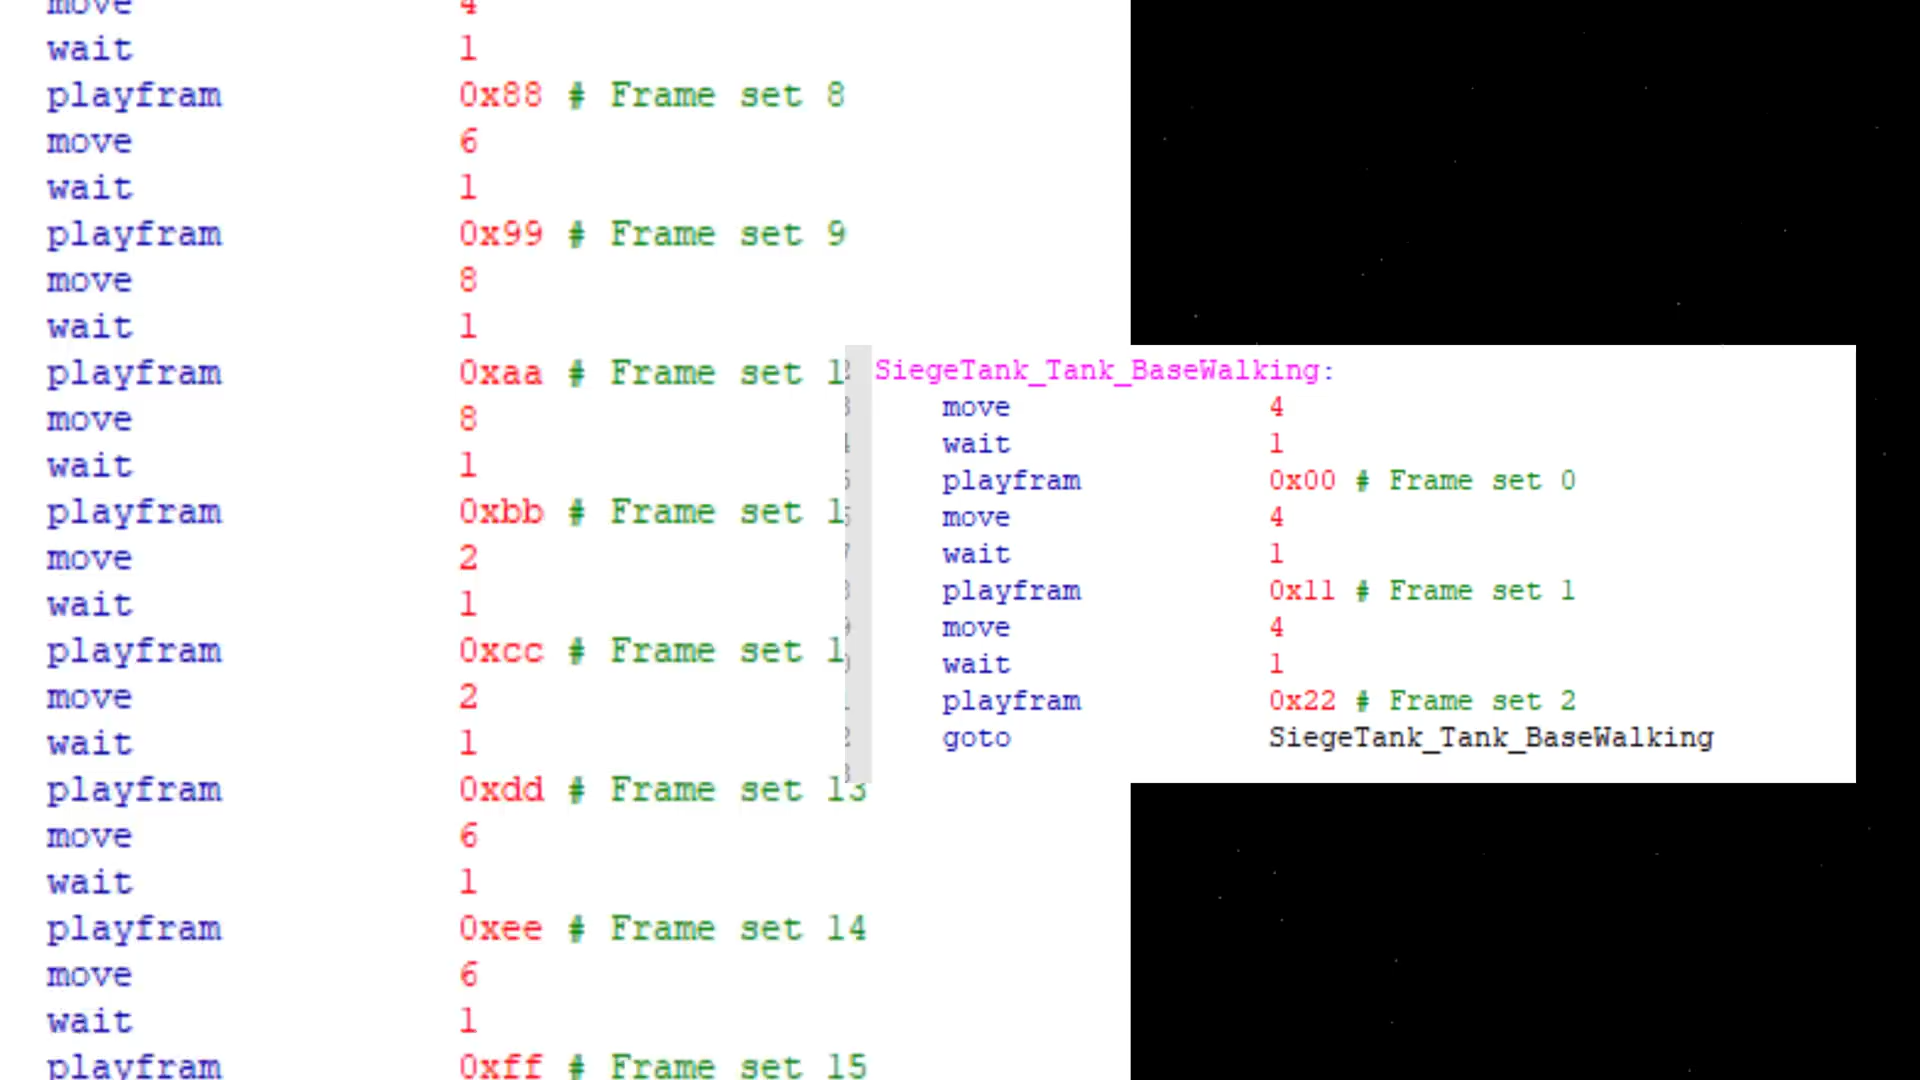 move 4
wait 1
playfram 0x88 # Frame set 8
move 6
wait 1
playfram 0x99 # Frame set 9
move 8
wait 1
playfram 0xaa # Frame set 1
move 8
wait 1
playfram 0xbb # Frame set 1
move 2
wait 1
playfram 0xcc # Frame set 1
move 2
wait 1
playfram 0xdd # Frame set 13
move 6
wait 1
playfram 0xee # Frame set 14
move 6
wait 1
playfram 0xff # Frame set 15
SiegeTank_Tank_BaseWalking:
move 4
wait 1
playfram 0x00 # Frame set 0
move 4
wait 1
playfram 0x11 # Frame set 1
move 4
wait 1
playfram 0x22 # Frame set 2
goto SiegeTank_Tank_BaseWalking